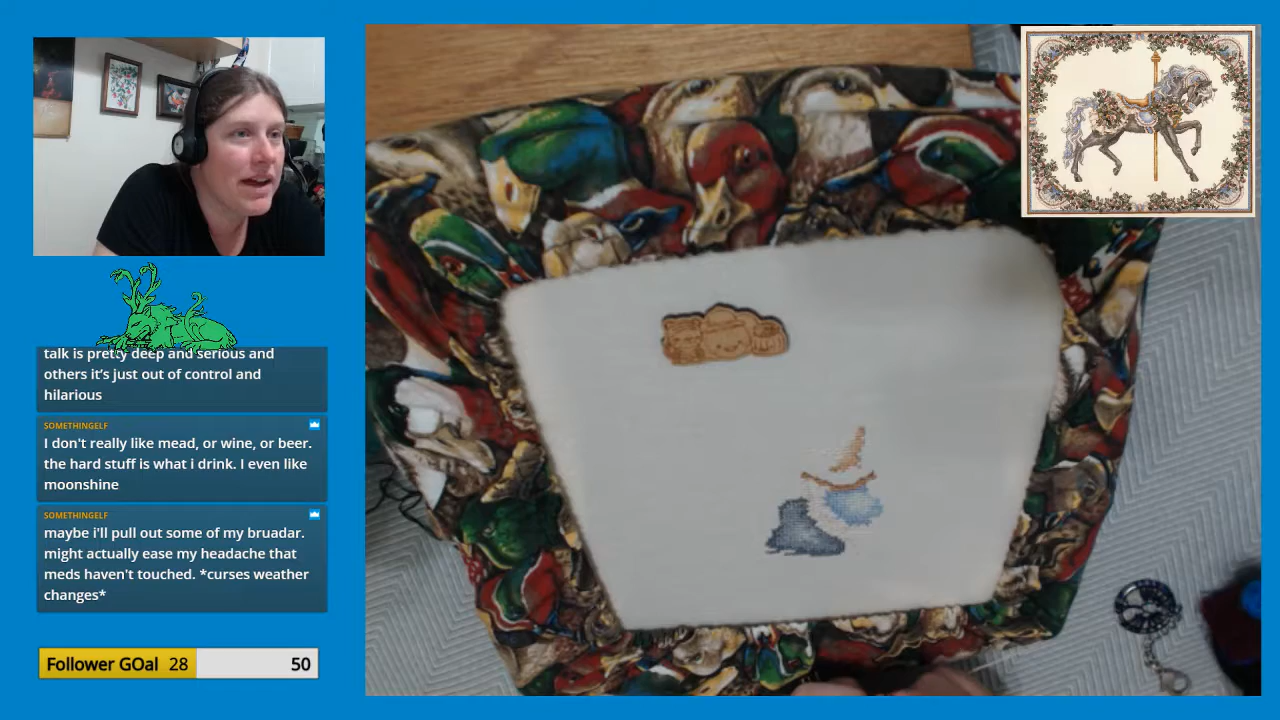 talk is pretty deep and serious and
others it's just out of control and
hilarious
SOMETHINGELF
I don't really like mead, or wine, or beer.
the hard stuff is what i drink. I even like
moonshine
SOMETHINGELF
maybe i'll pull out some of my bruadar.
might actually ease my headache that
meds haven't touched. *curses weather
changes*
Follower GOal 28 50